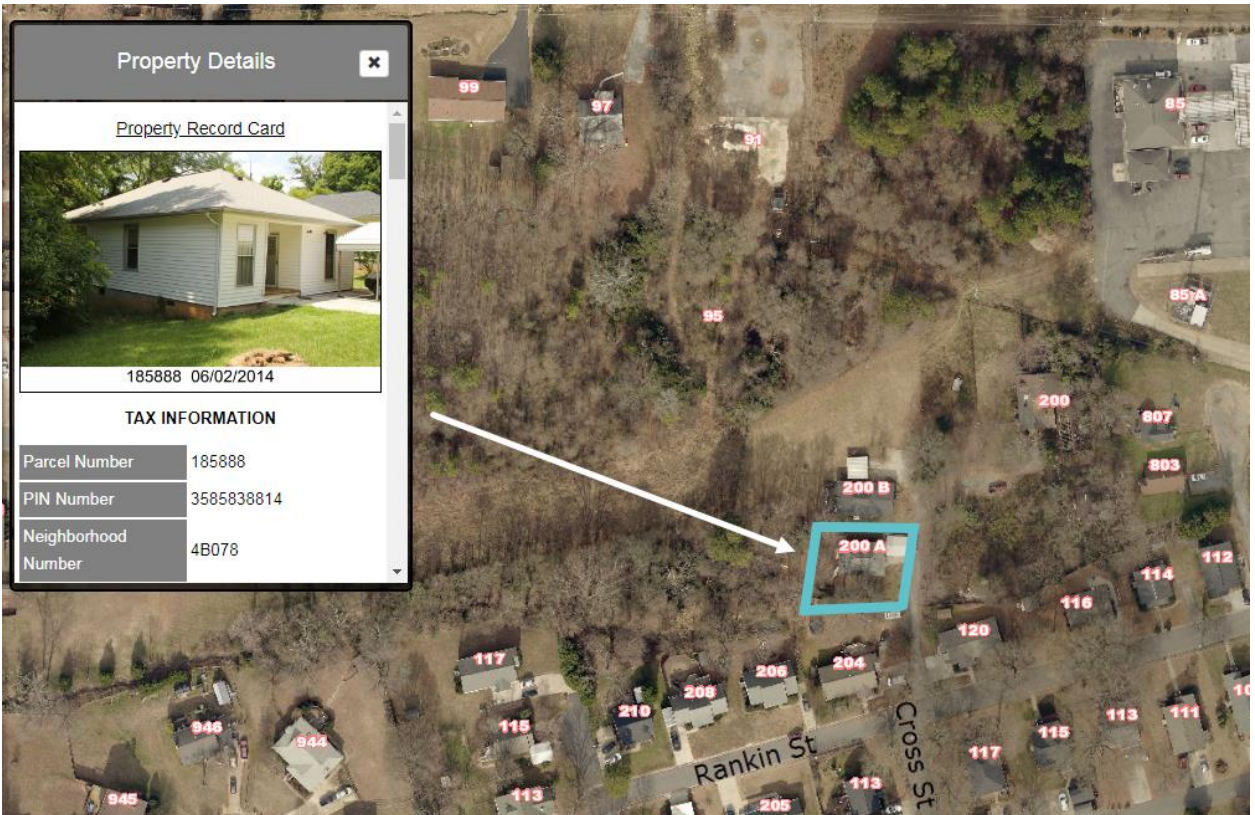 Property Details
Property Record Card
185888 06/02/2014
TAX INFORMATION
Parcel Number 185888
PIN Number 3585838814
Neighborhood
Number
4B078
99
97
91
85
85 A
95
200
807
803
200 B
200 A
112
114
116
120
117
206
204
208
210
115
946
944
945
113
Rankin St
205
113
Cross St
117
115
113
111
10